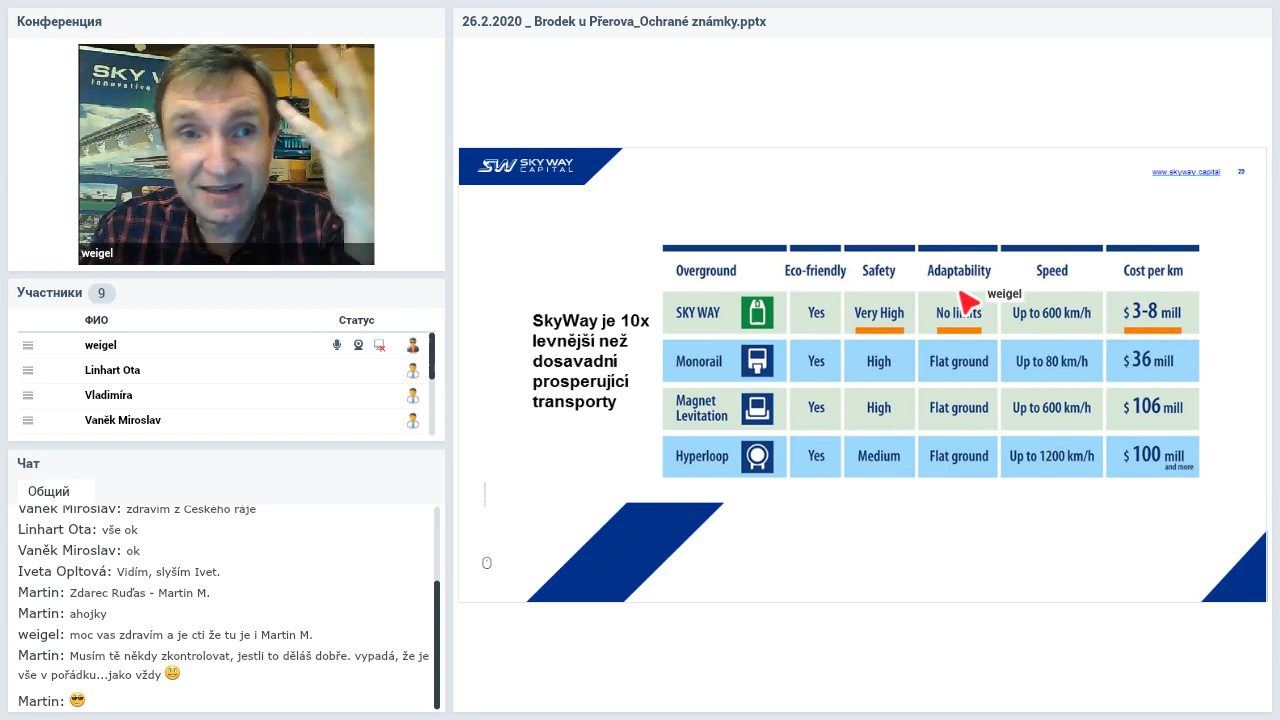 Конференция
SKY W
Innovative
weigel
Участники 9
ФИО Статус
weigel
Linhart Ota
Vladimíra
Vaněk Miroslav
Чат
Общий
Vaněk Miroslav: zdravím z Českého ráje
Linhart Ota: vše ok
Vaněk Miroslav: ok
Iveta Opltová: Vidím, slyším Ivet.
Martin: Zdarec Ruďas - Martin M.
Martin: ahojky
weigel: moc vas zdravím a je cti že tu je i Martin M.
Martin: Musím tě někdy zkontrolovat, jestli to děláš dobře. vypadá, že je
vše v pořádku...jako vždy
Martin:
26.2.2020 _ Brodek u Přerova_Ochrané známky.pptx
SW SKY WAY
CAPITAL
www.skyway.capital 29
SkyWay je 10x
levnější než
dosavadní
prosperující
transporty
Overground Eco-friendly Safety Adaptability Speed Cost per km
weigel
SKY WAY Yes Very High No limits Up to 600 km/h $ 3-8 mill
Monorail Yes High Flat ground Up to 80 km/h $ 36 mill
Magnet
Levitation Yes High Flat ground Up to 600 km/h $ 106 mill
Hyperloop Yes Medium Flat ground Up to 1200 km/h $ 100 mill
and more